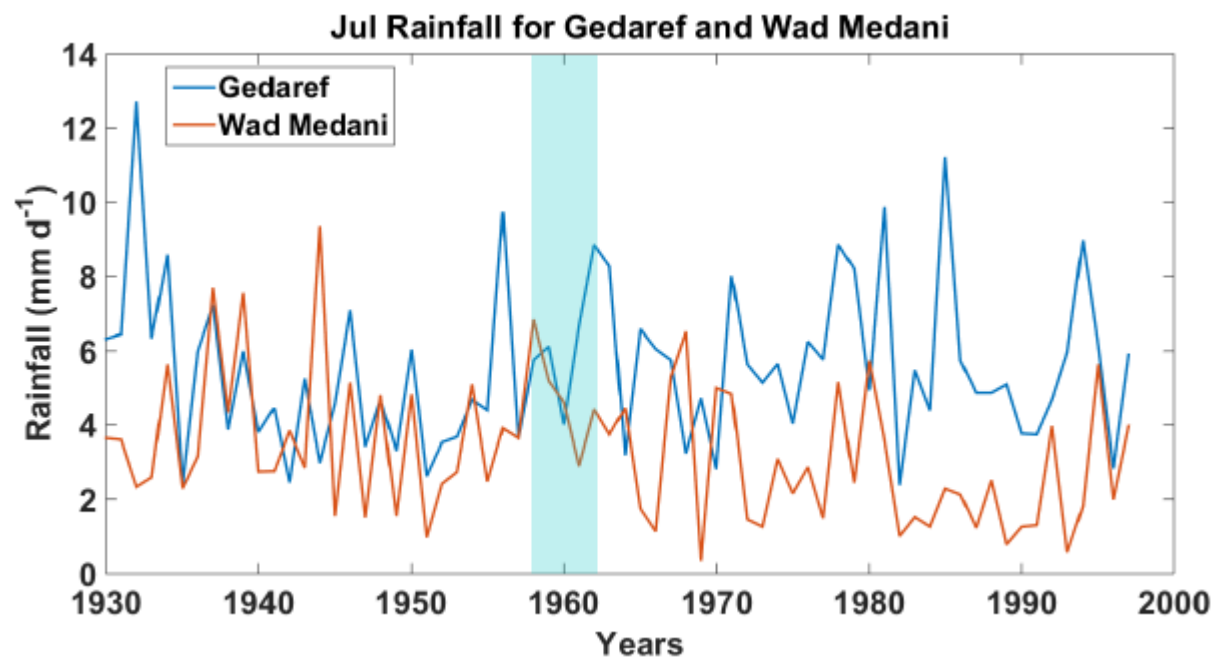 Jul Rainfall for Gedaref and Wad Medani
Gedaref
Wad Medani
Rainfall (mm d⁻¹)
14
12
10
8
6
4
2
0
1930 1940 1950 1960 1970 1980 1990 2000
Years